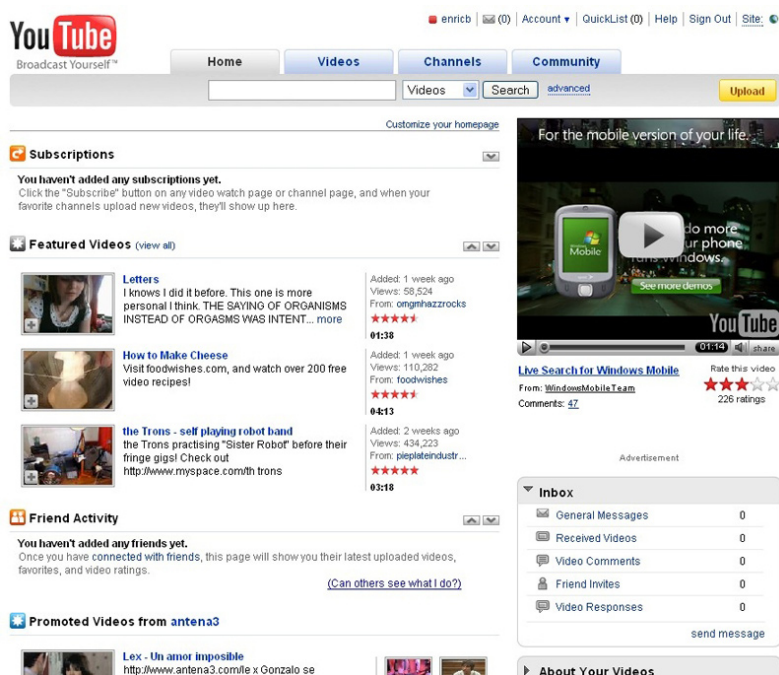 You Tube
Broadcast Yourself™
enricb (0) Account QuickList (0) Help Sign Out Site:
Home Videos Channels Community
Videos Search advanced Upload
Customize your homepage
Subscriptions
You haven't added any subscriptions yet.
Click the "Subscribe" button on any video watch page or channel page, and when your
favorite channels upload new videos, they'll show up here.
Featured Videos (view all)
Letters
I knows I did it before. This one is more
personal I think. THE SAYING OF ORGANISMS
INSTEAD OF ORGASMS WAS INTENT... more
Added: 1 week ago
Views: 58,524
From: ongmhazzrocks
01:38
How to Make Cheese
Visit foodwishes.com, and watch over 200 free
video recipes!
Added: 1 week ago
Views: 110,282
From: foodwishes
04:13
the Trons - self playing robot band
the Trons practising "Sister Robot" before their
fringe gigs! Check out
http://www.myspace.com/th trons
Added: 2 weeks ago
Views: 434,223
From: pieplateindustr...
03:18
Friend Activity
You haven't added any friends yet.
Once you have connected with friends, this page will show you their latest uploaded videos,
favorites, and video ratings.
(Can others see what I do?)
Promoted Videos from antena3
Lex - Un amor imposible
http://www.antena3.com/le x Gonzalo se
For the mobile version of your life.
Windows
Mobile
do more
ur phone
runs Windows.
See more demos
You Tube
01:14 share
Live Search for Windows Mobile
From: WindowsMobileTeam
Comments: 47
Rate this video
226 ratings
Advertisement
Inbox
General Messages 0
Received Videos 0
Video Comments 0
Friend Invites 0
Video Responses 0
send message
About Your Videos